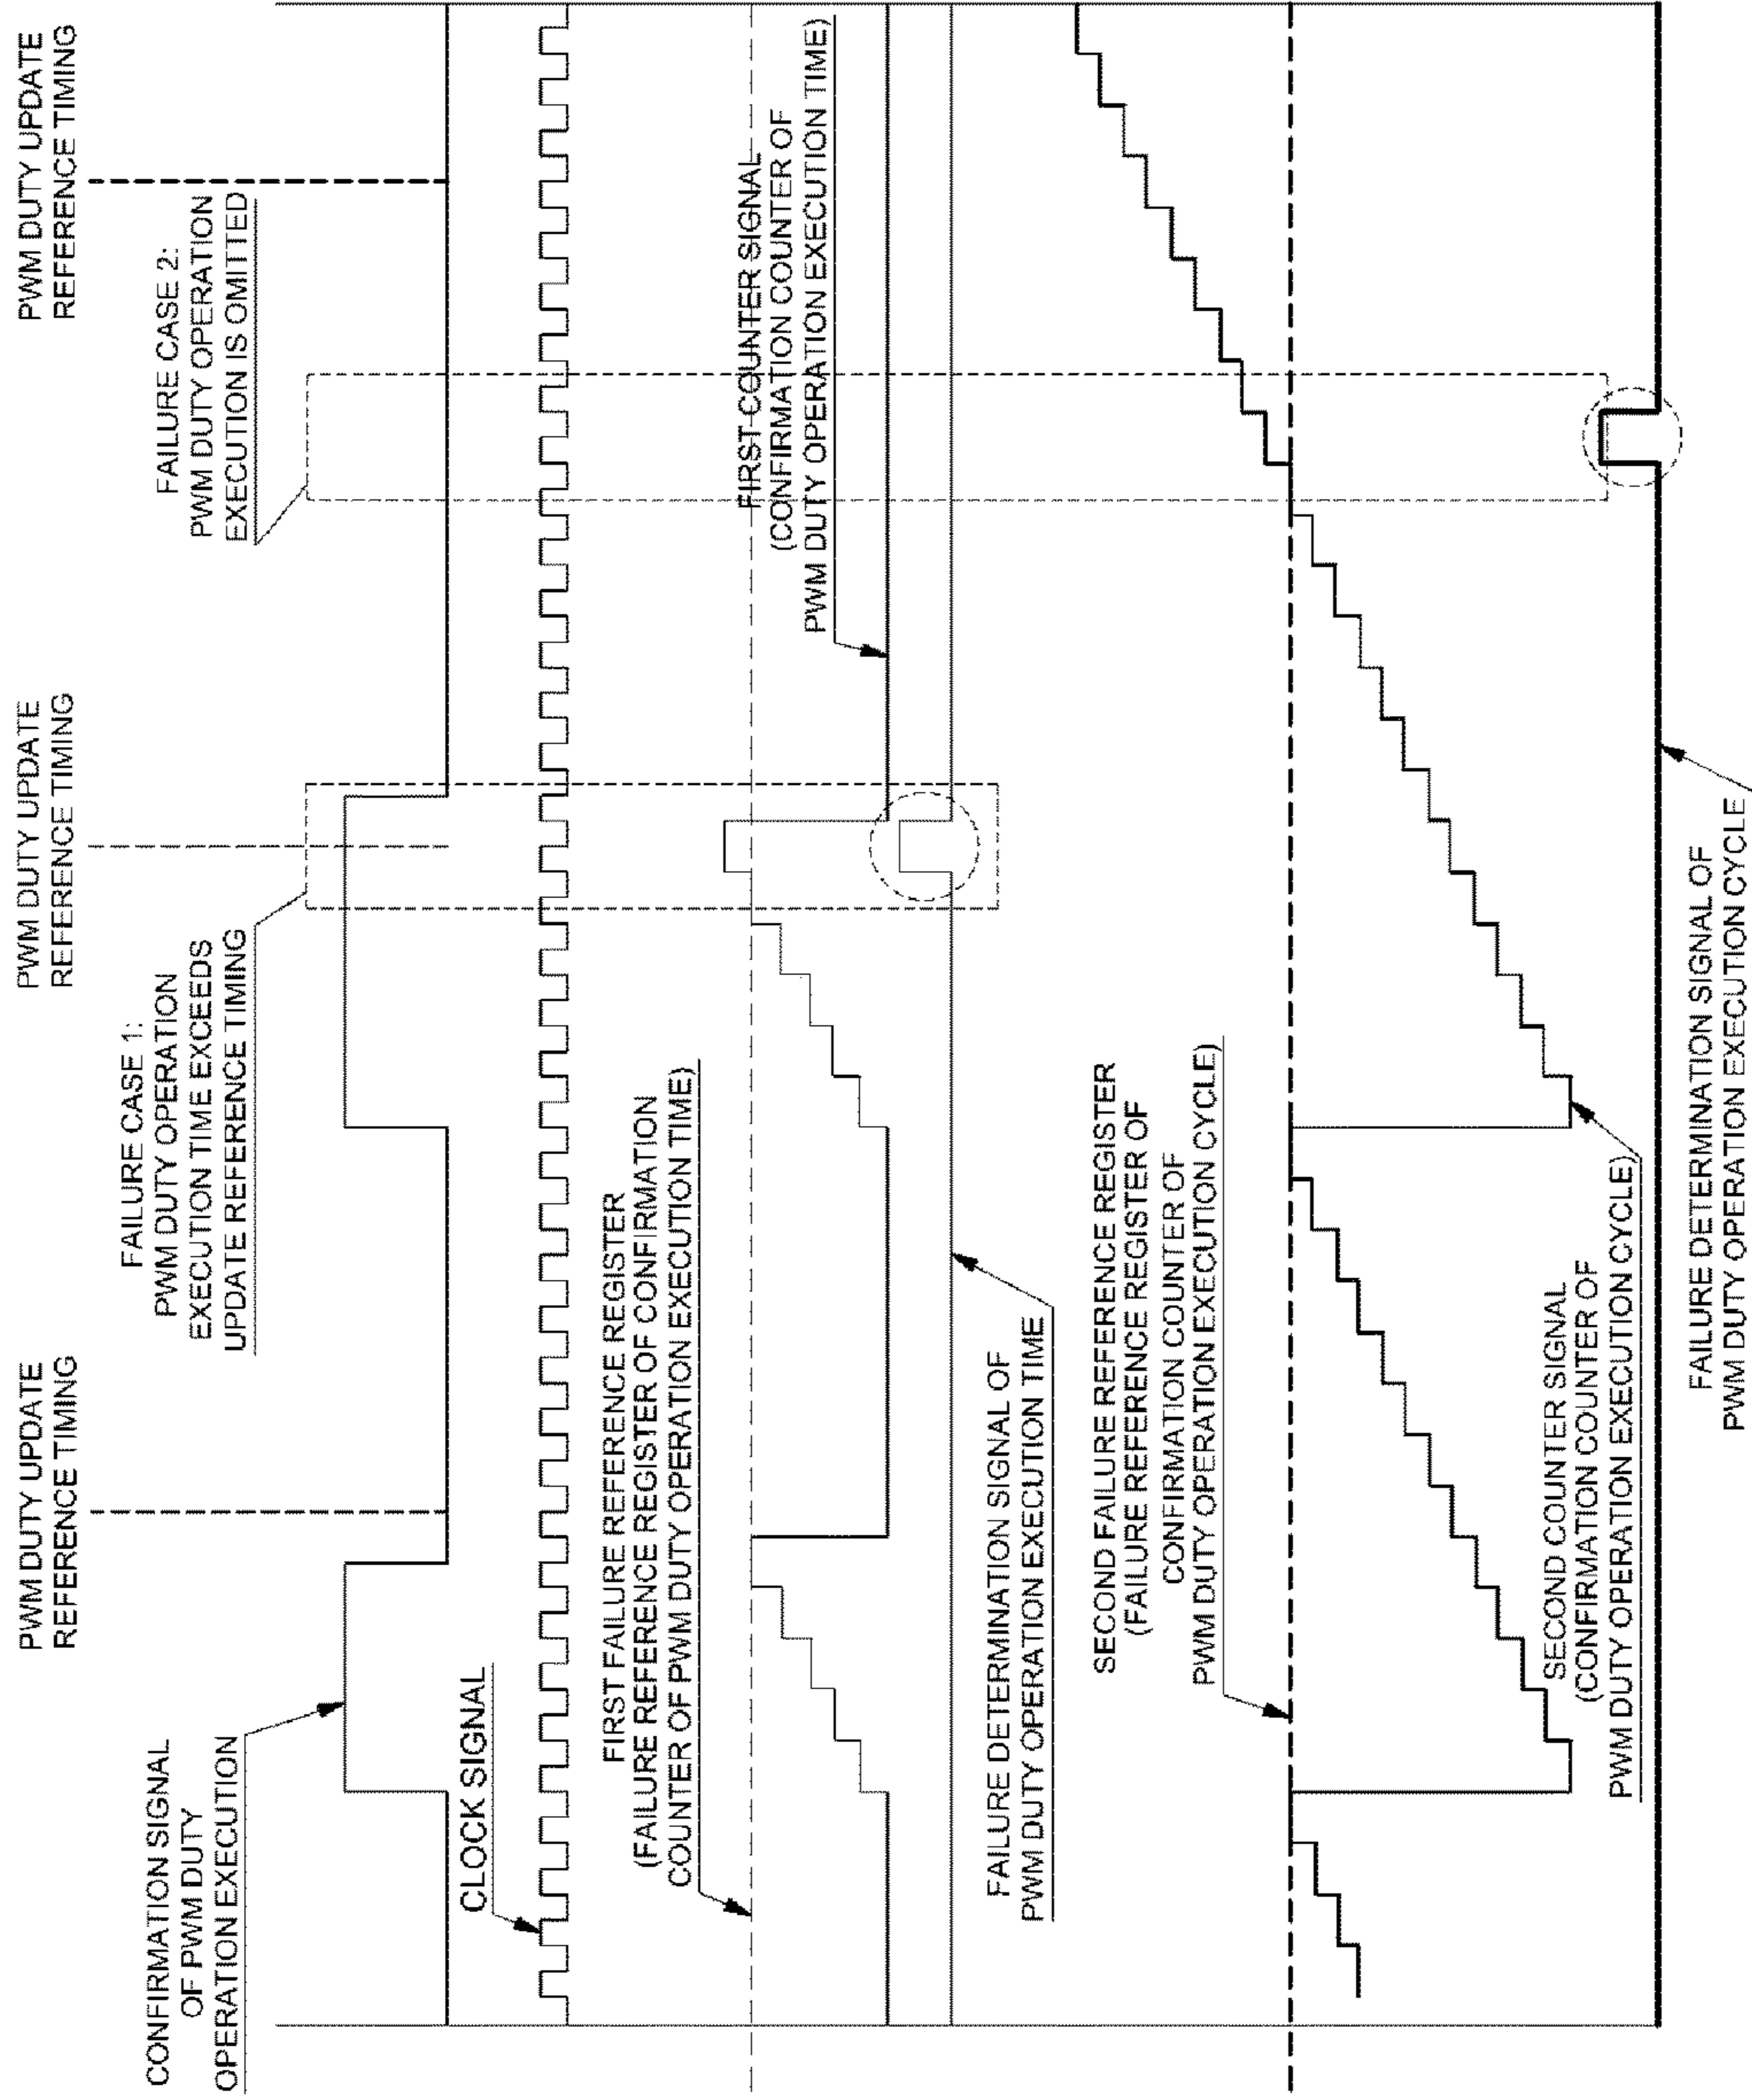 PWM DUTY UPDATE
REFERENCE TIMING
PWM DUTY UPDATE
REFERENCE TIMING
PWM DUTY UPDATE
REFERENCE TIMING
CONFIRMATION SIGNAL
OF PWM DUTY
OPERATION EXECUTION
FAILURE CASE 1:
PWM DUTY OPERATION
EXECUTION TIME EXCEEDS
UPDATE REFERENCE TIMING
FAILURE CASE 2:
PWM DUTY OPERATION
EXECUTION IS OMITTED
CLOCK SIGNAL
FIRST FAILURE REFERENCE REGISTER
(FAILURE REFERENCE REGISTER OF CONFIRMATION
COUNTER OF PWM DUTY OPERATION EXECUTION TIME)
FIRST COUNTER SIGNAL
(CONFIRMATION COUNTER OF
PWM DUTY OPERATION EXECUTION TIME)
FAILURE DETERMINATION SIGNAL OF
PWM DUTY OPERATION EXECUTION TIME
SECOND FAILURE REFERENCE REGISTER
(FAILURE REFERENCE REGISTER OF
CONFIRMATION COUNTER OF
PWM DUTY OPERATION EXECUTION CYCLE)
SECOND COUNTER SIGNAL
(CONFIRMATION COUNTER OF
PWM DUTY OPERATION EXECUTION CYCLE)
FAILURE DETERMINATION SIGNAL OF
PWM DUTY OPERATION EXECUTION CYCLE